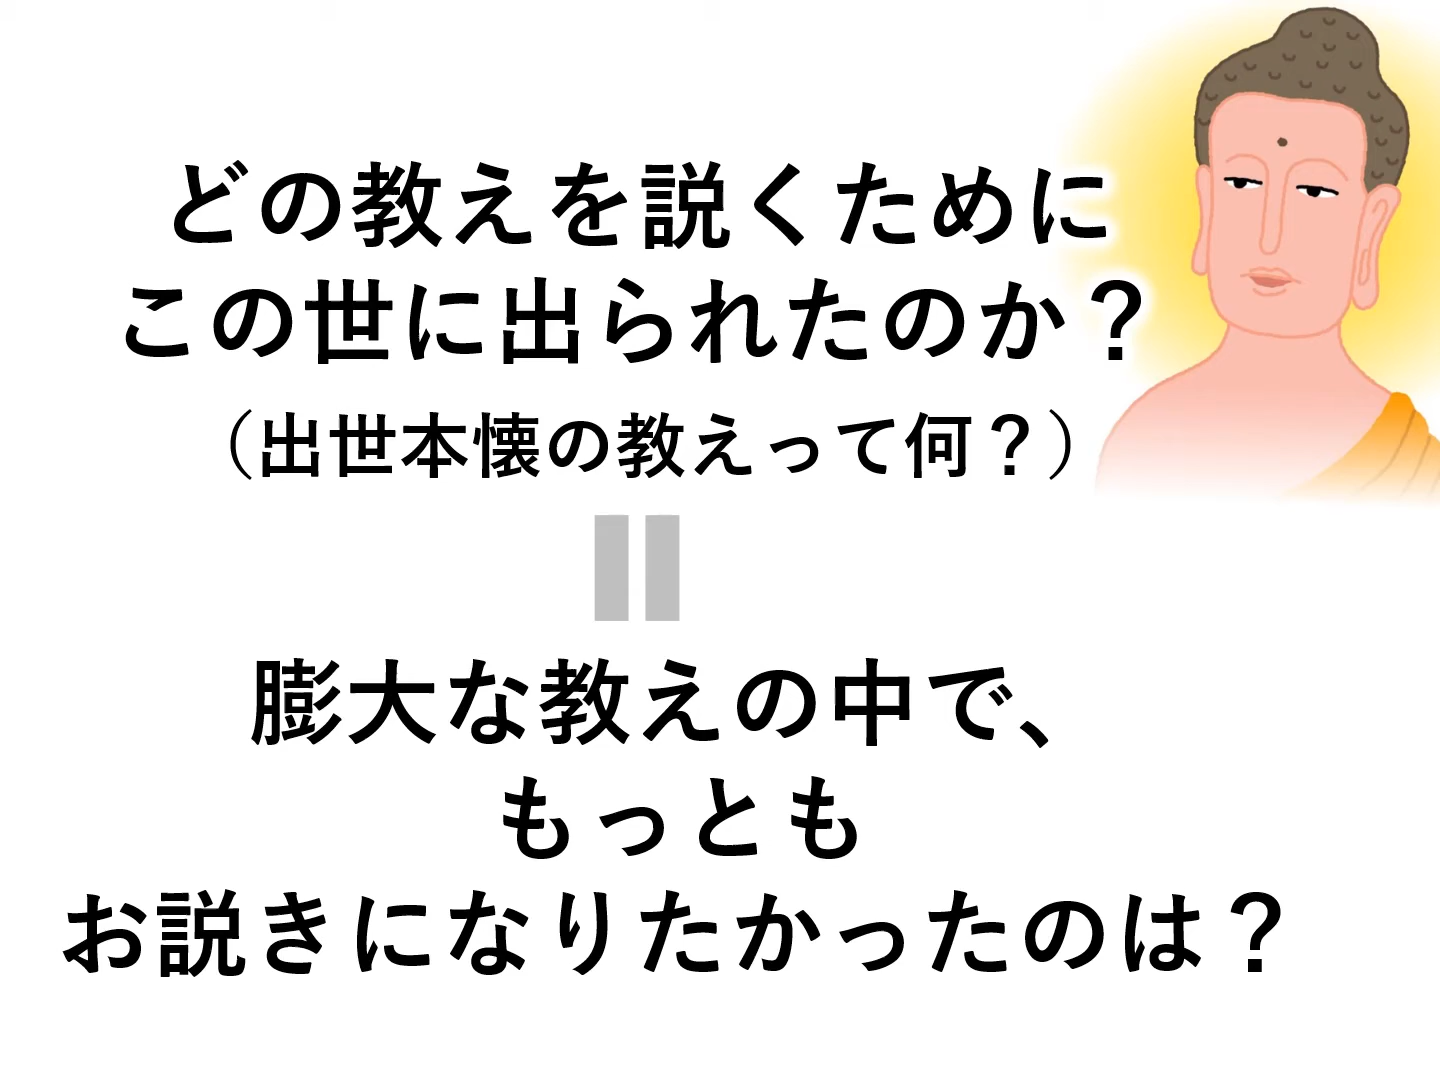 どの教えを説くために
この世に出られたのか？
（出世本懐の教えって何？）
膨大な教えの中で、
もっとも
お説きになりたかったのは？